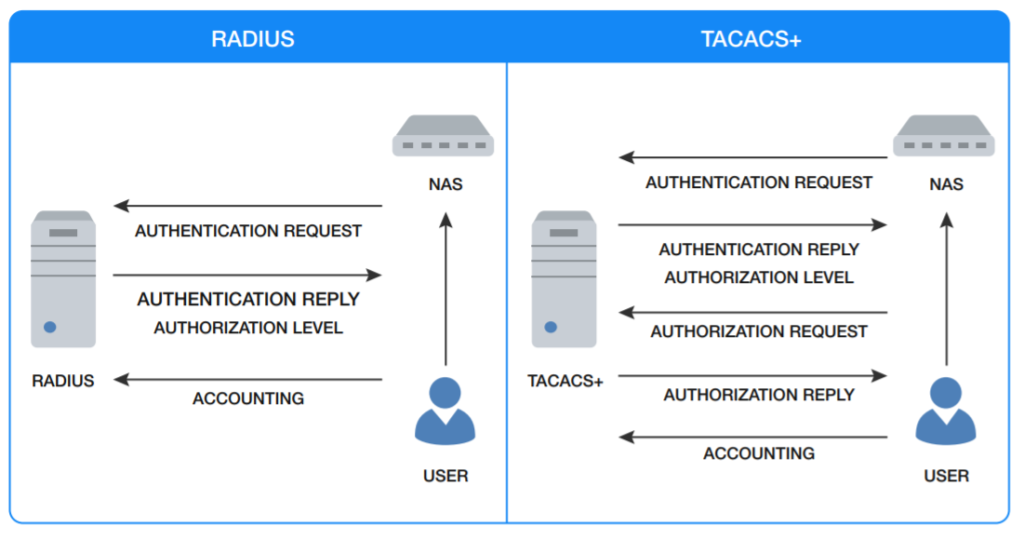 RADIUS
NAS
AUTHENTICATION REQUEST
AUTHENTICATION REPLY
AUTHORIZATION LEVEL
RADIUS
ACCOUNTING
USER
TACACS+
NAS
AUTHENTICATION REQUEST
AUTHENTICATION REPLY
AUTHORIZATION LEVEL
AUTHORIZATION REQUEST
TACACS+
AUTHORIZATION REPLY
ACCOUNTING
USER